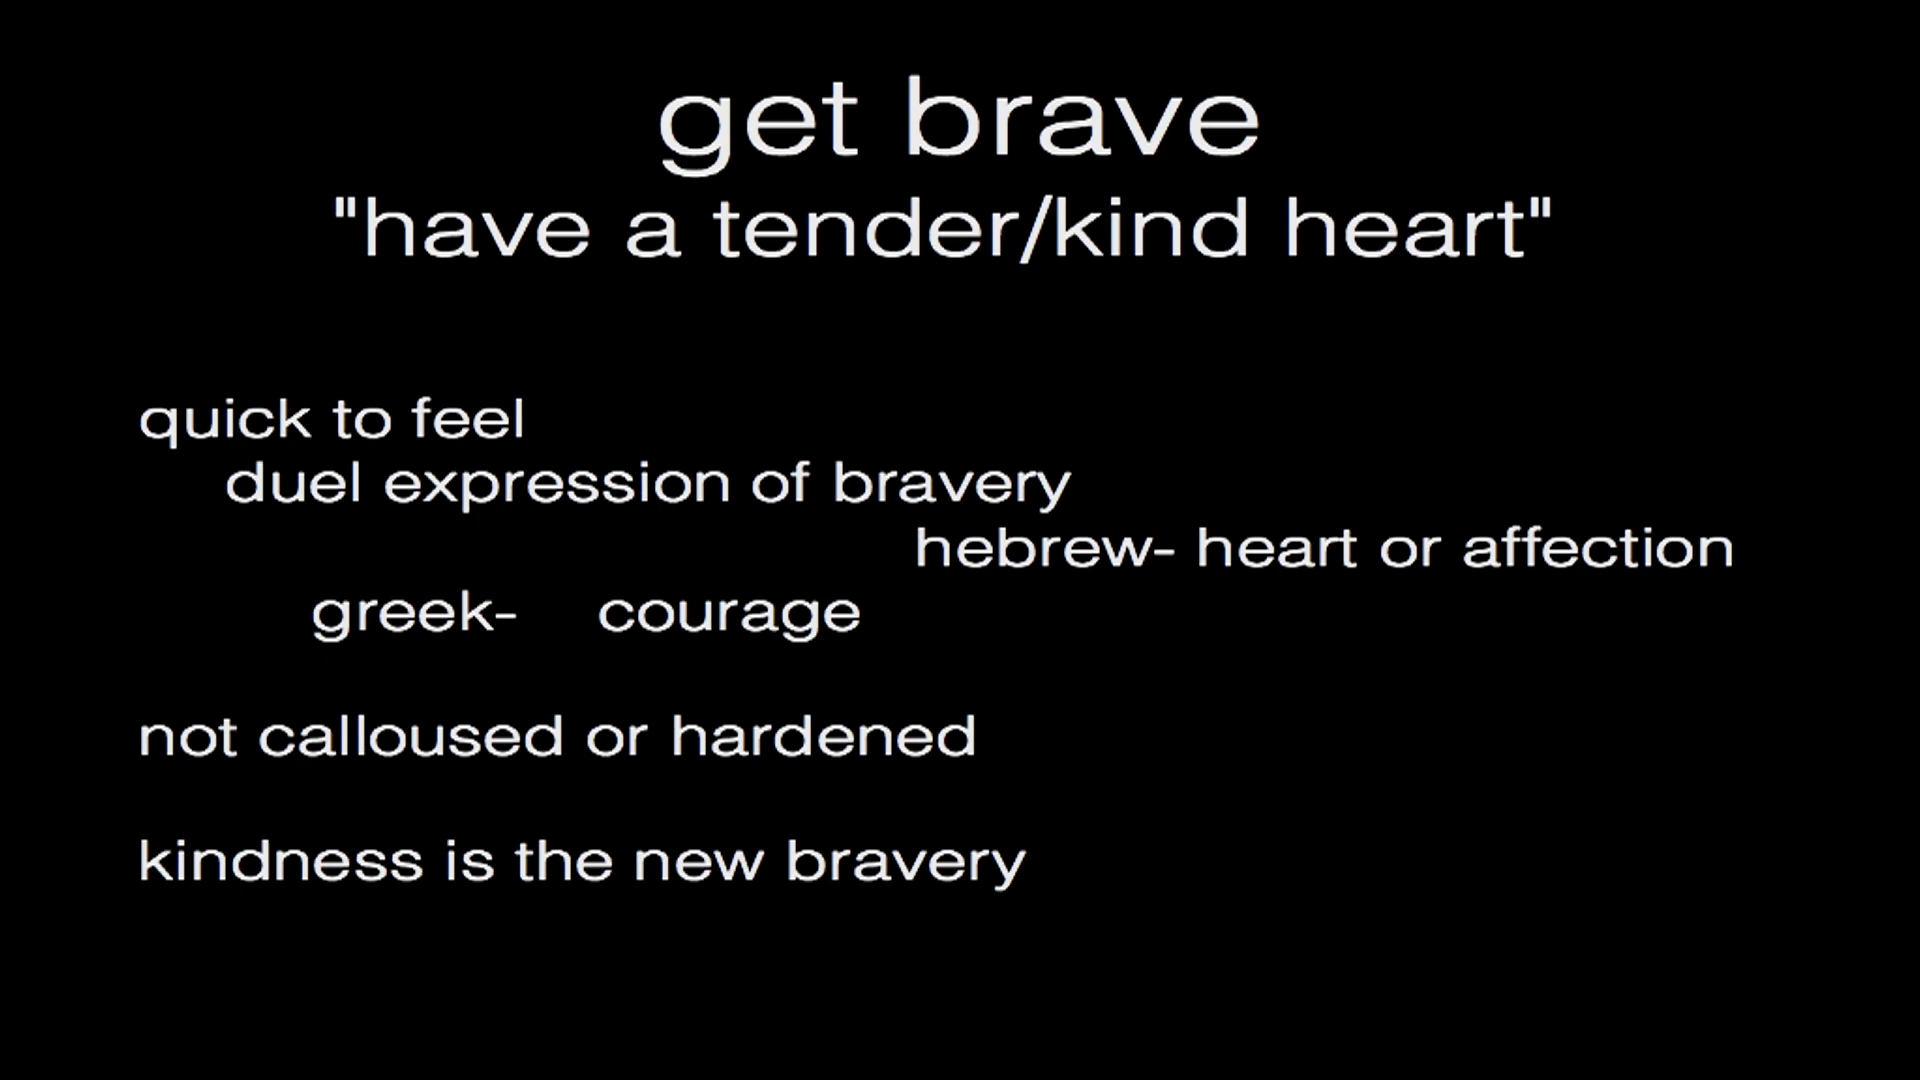 get brave
"have a tender/kind heart"
quick to feel
duel expression of bravery
hebrew- heart or affection
greek- courage
not calloused or hardened
kindness is the new bravery